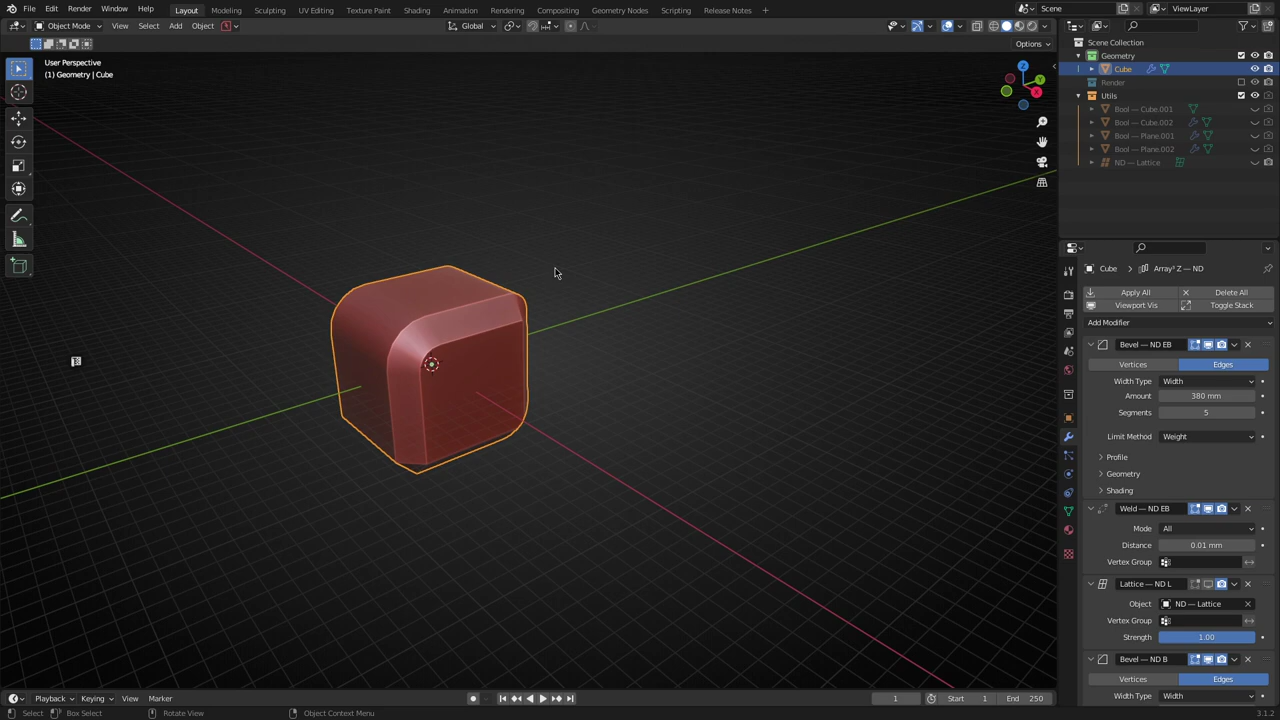 File Edit Render Window Help Layout Modeling Sculpting UV Editing Texture Paint Shading Animation Rendering Compositing Geometry Nodes Scripting Release Notes Scene ViewLayer
Object Mode View Select Add Object Global
Options
User Perspective
(1) Geometry | Cube
Z
Y
X
Scene Collection
Geometry
Cube
Render
Utils
Bool — Cube.001
Bool — Cube.002
Bool — Plane.001
Bool — Plane.002
ND — Lattice
Cube Array³ Z — ND
Apply All Delete All
Viewport Vis Toggle Stack
Add Modifier
Bevel — ND EB
Vertices Edges
Width Type Width
Amount 380 mm
Segments 5
Limit Method Weight
Profile
Geometry
Shading
Weld — ND EB
Mode All
Distance 0.01 mm
Vertex Group
Lattice — ND L
Object ND — Lattice
Vertex Group
Strength 1.00
Bevel — ND B
Vertices Edges
Width Type Width
Playback Keying View Marker 1 Start 1 End 250
Select Box Select Rotate View Object Context Menu 3.1.2